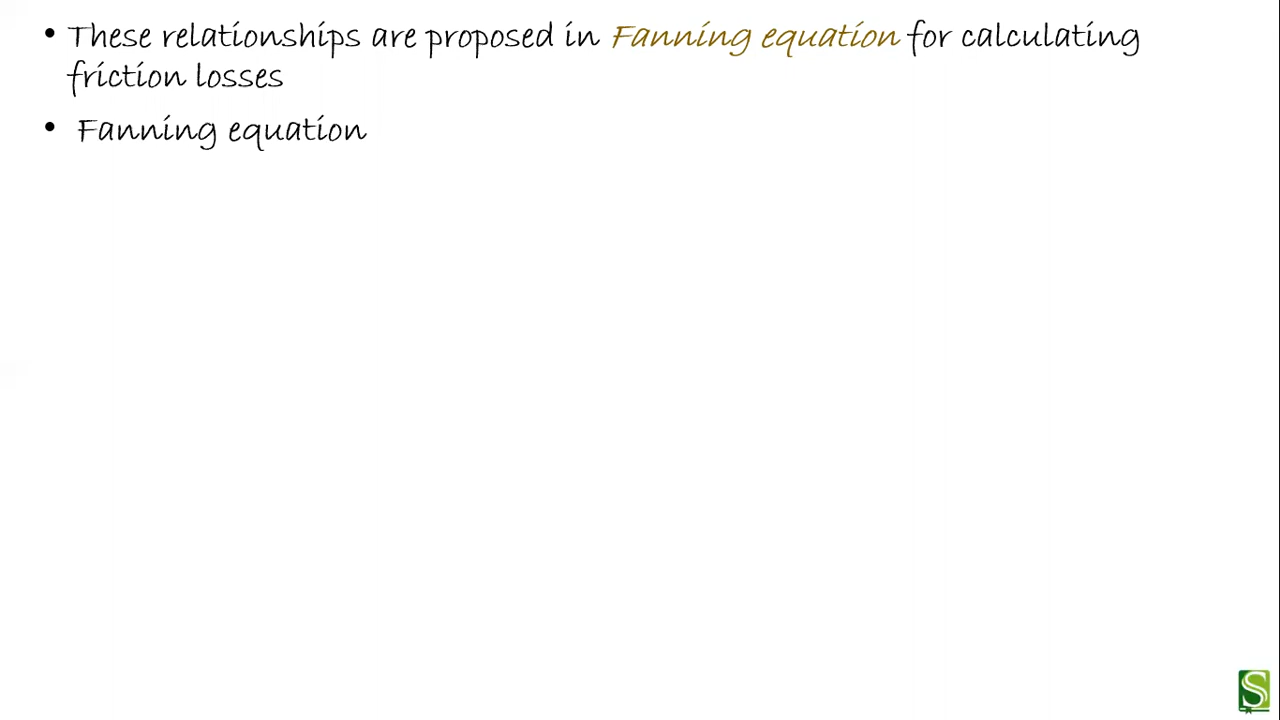 • These relationships are proposed in Fanning equation for calculating
friction losses
• Fanning equation
S